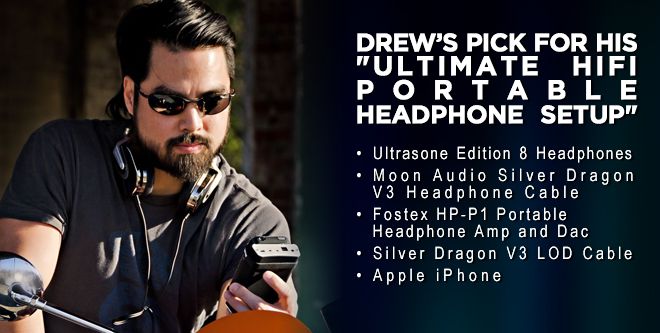 DREW'S PICK FOR HIS
"ULTIMATE HIFI
PORTABLE
HEADPHONE SETUP"
• Ultrasone Edition 8 Headphones
• Moon Audio Silver Dragon
V3 Headphone Cable
• Fostex HP-P1 Portable
Headphone Amp and Dac
• Silver Dragon V3 LOD Cable
• Apple iPhone